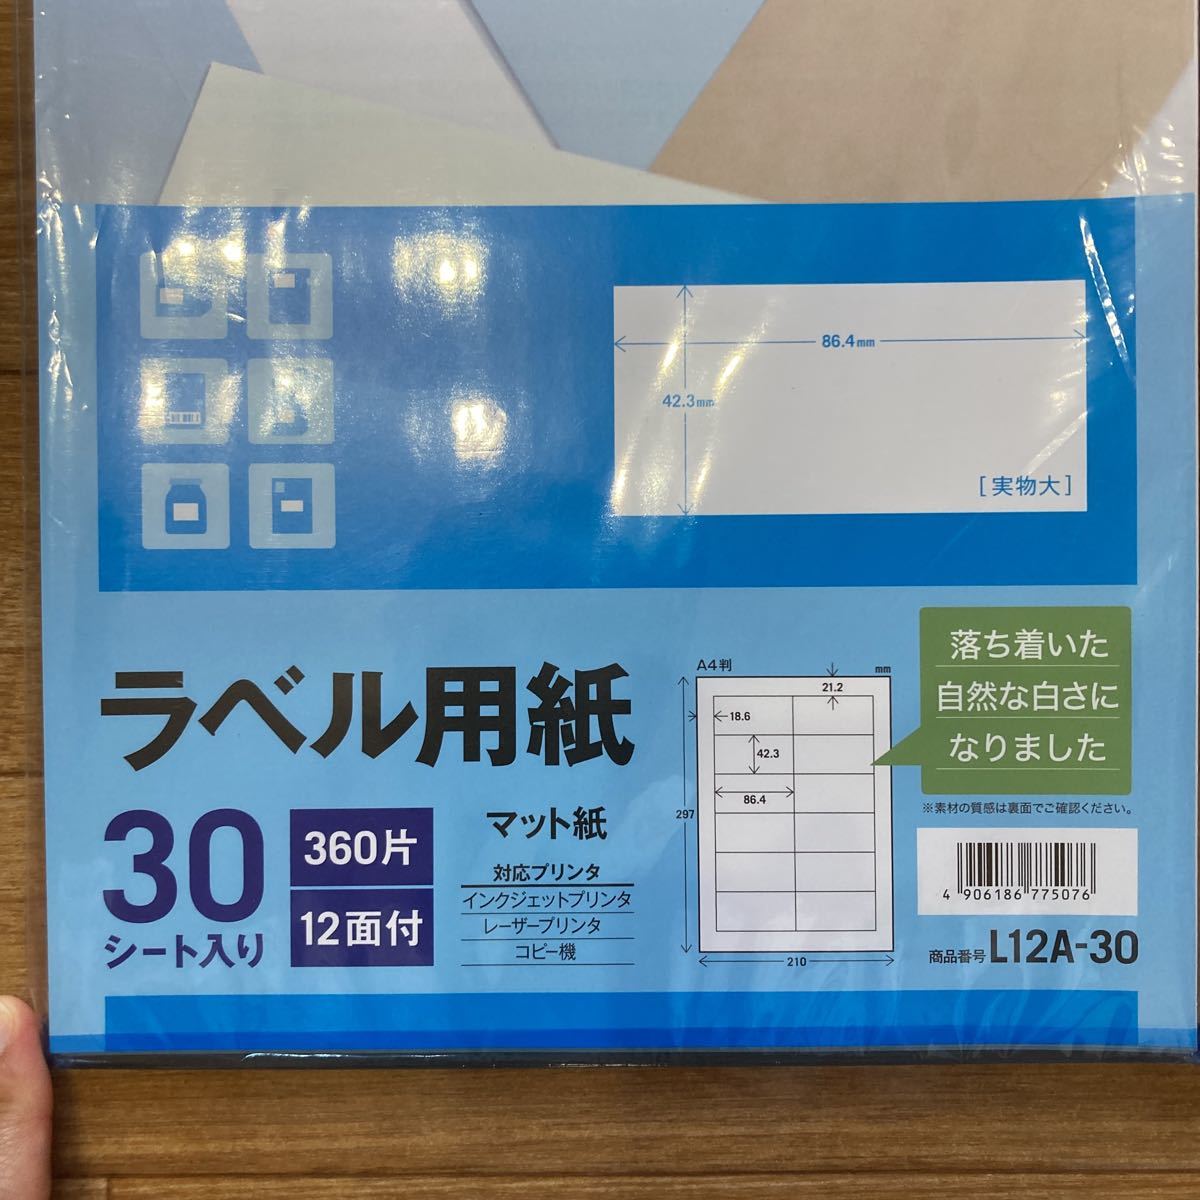 86.4mm
42.3mm
[実物大]
ラベル用紙
30
シート入り
360片
12面付
マット紙
対応プリンタ
インクジェットプリンタ
レーザープリンタ
コピー機
A4判
mm
21.2
18.6
42.3
86.4
297
210
落ち着いた
自然な白さに
なりました
※素材の質感は裏面でご確認ください。
4 906186 775076
商品番号 L12A-30